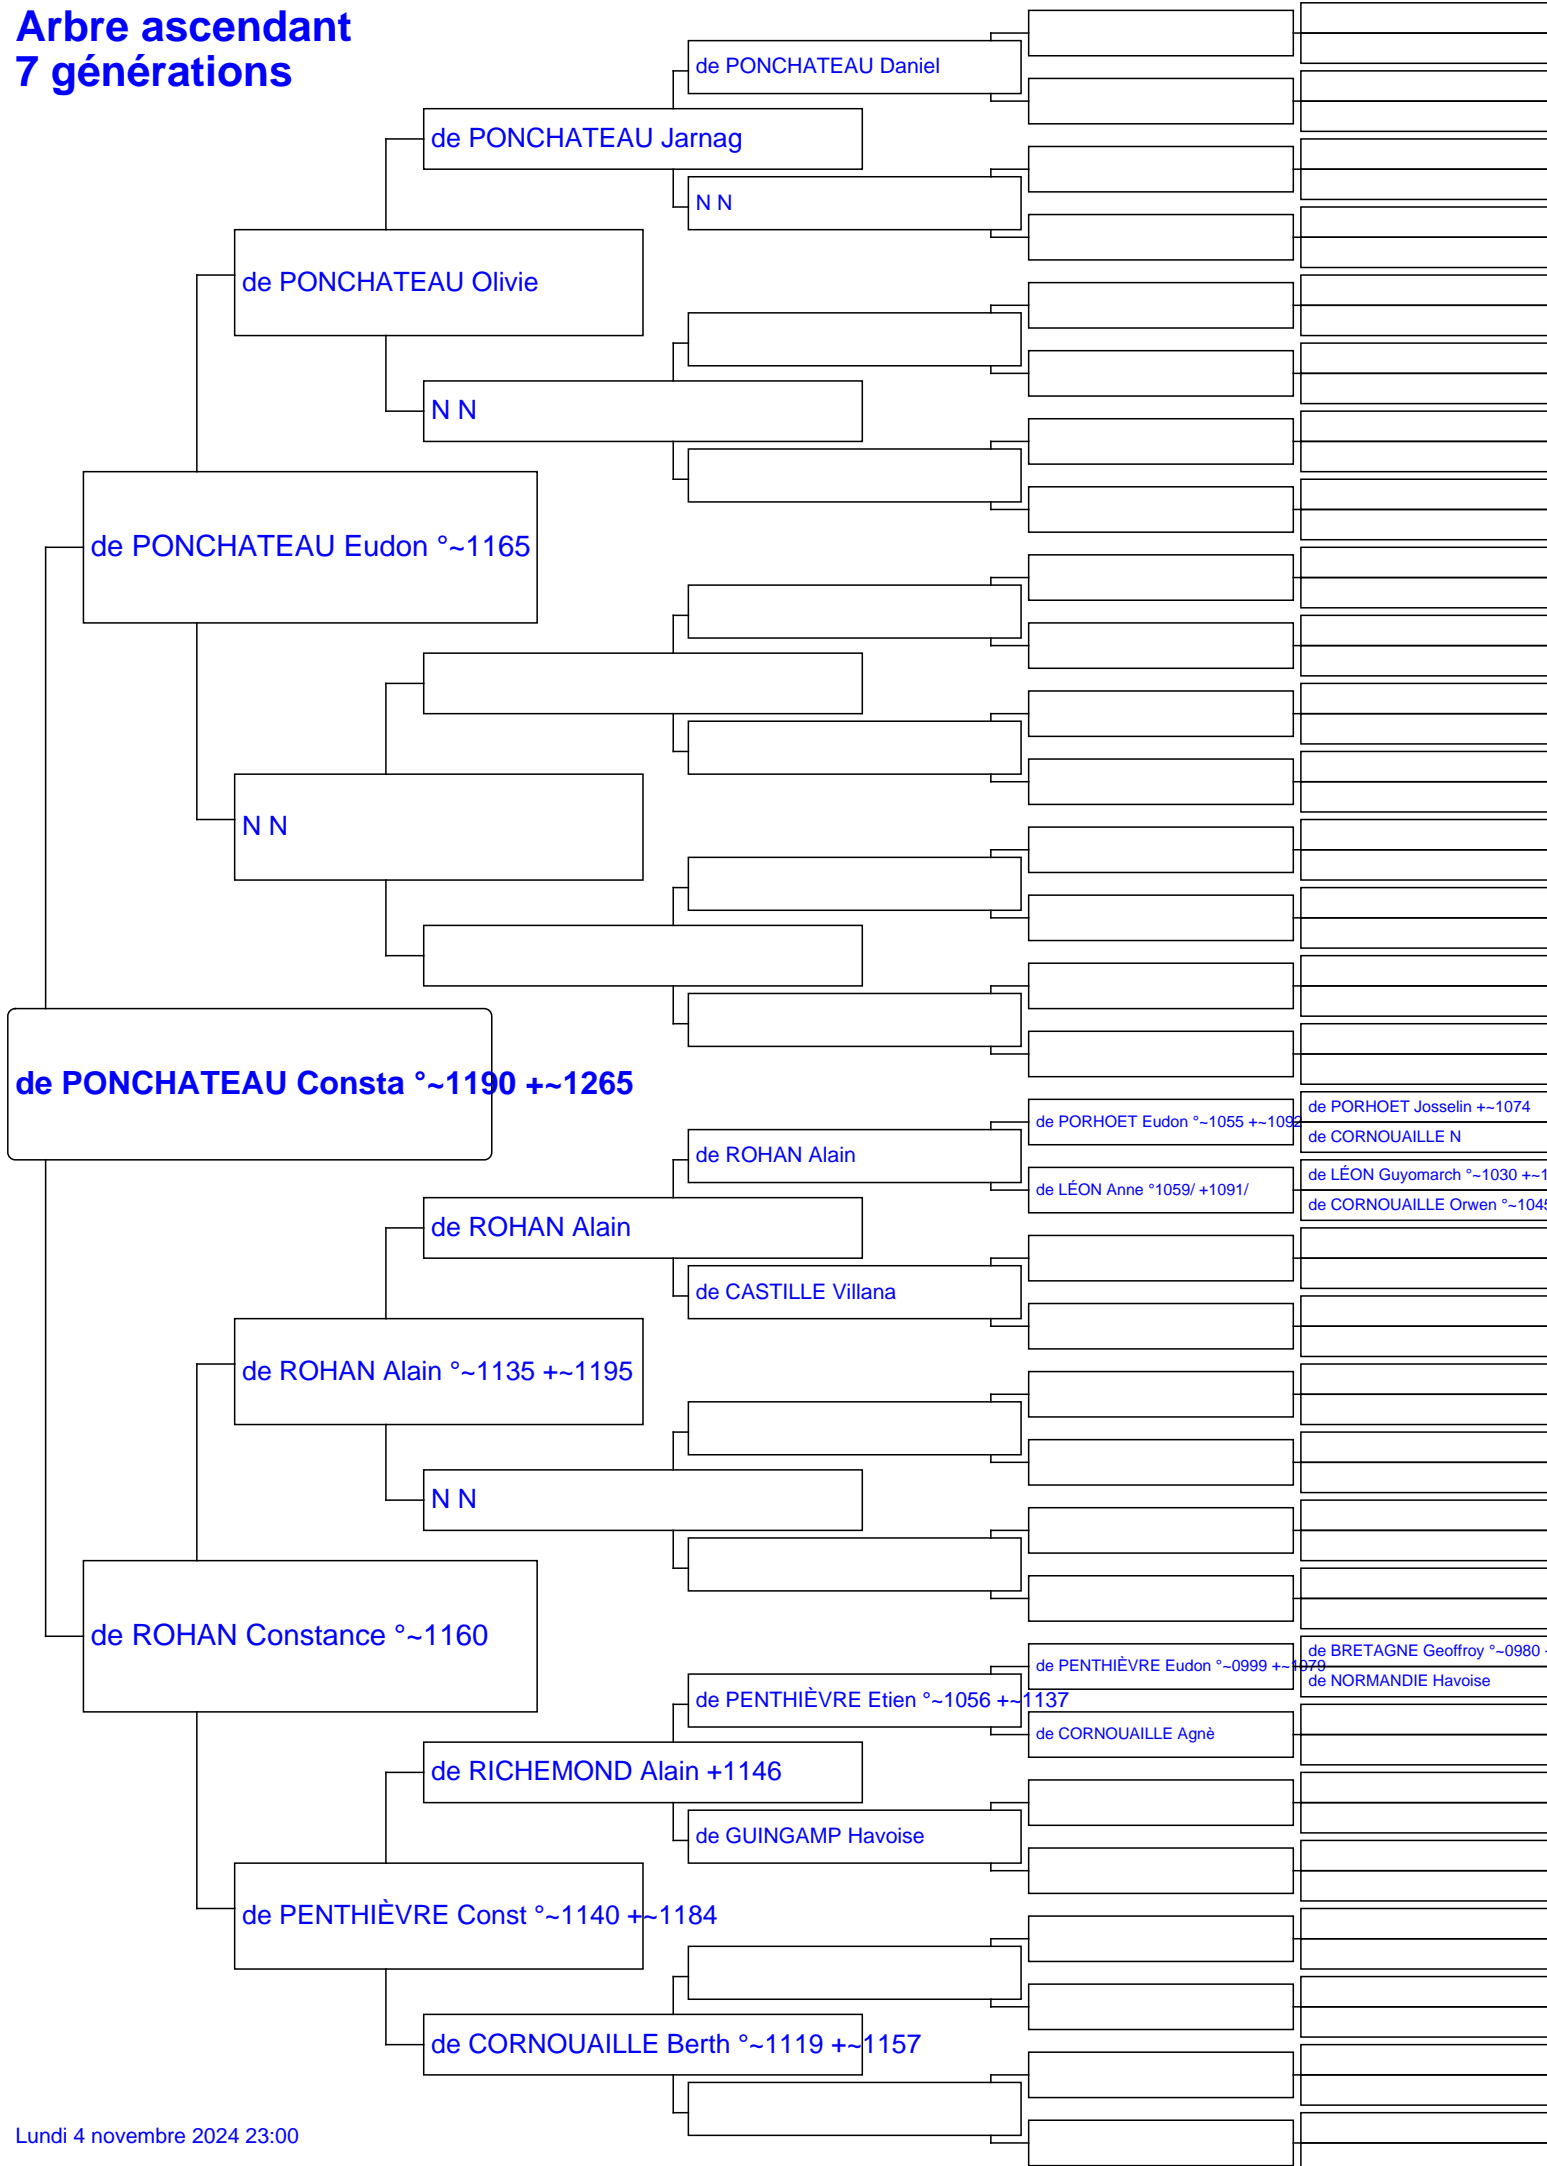 Arbre ascendant
7 générations
de PONCHATEAU Daniel
de PONCHATEAU Jarnag
N N
de PONCHATEAU Olivie
N N
de PONCHATEAU Eudon °~1165
N N
de PONCHATEAU Consta °~1190 +~1265
de PORHOET Josselin +~1074
de PORHOET Eudon °~1055 +~1092
de CORNOUAILLE N
de ROHAN Alain
de LÉON Guyomarch °~1030 +~1
de LÉON Anne °1059/ +1091/
de CORNOUAILLE Orwen °~1045
de ROHAN Alain
de CASTILLE Villana
de ROHAN Alain °~1135 +~1195
N N
de ROHAN Constance °~1160
de BRETAGNE Geoffroy °~0980
de PENTHIÈVRE Eudon °~0999 +~1079
de NORMANDIE Havoise
de PENTHIÈVRE Etien °~1056 +~1137
de CORNOUAILLE Agnè
de RICHEMOND Alain +1146
de GUINGAMP Havoise
de PENTHIÈVRE Const °~1140 +~1184
de CORNOUAILLE Berth °~1119 +~1157
Lundi 4 novembre 2024 23:00